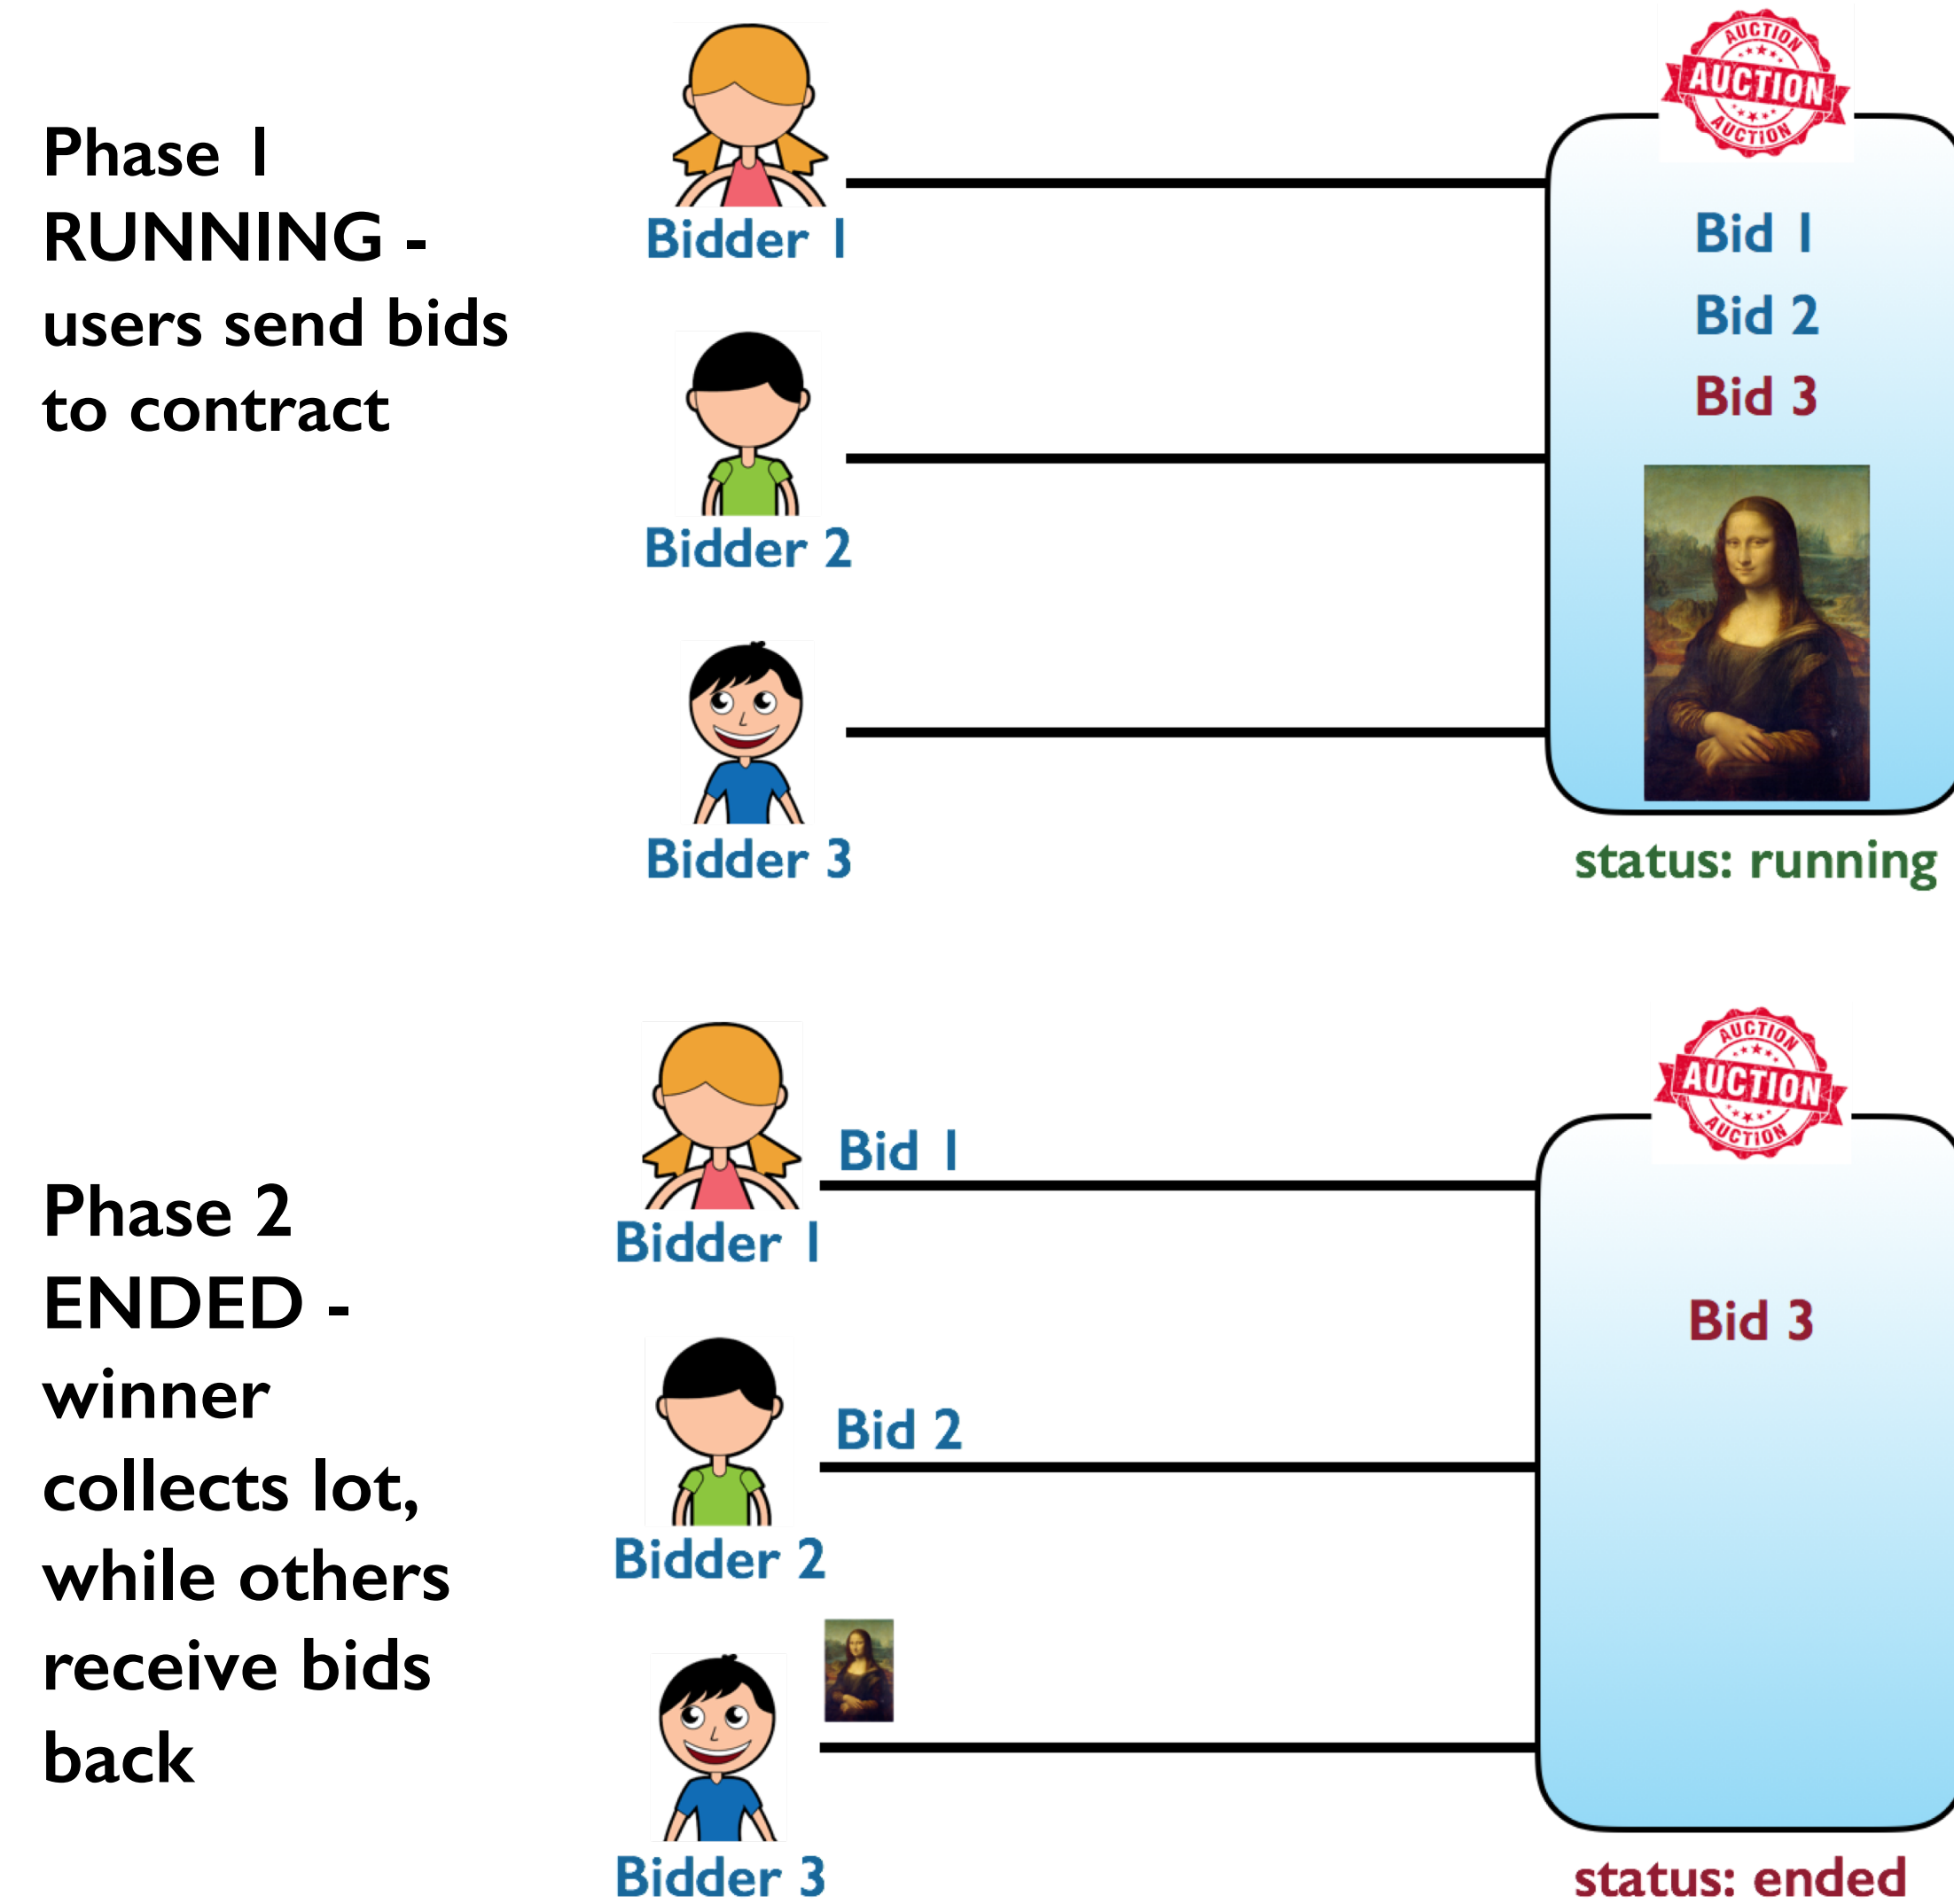 Phase 1
RUNNING -
users send bids
to contract
Bidder 1
Bidder 2
Bidder 3
AUCTION
AUCTION
AUCTION
Bid 1
Bid 2
Bid 3
status: running
Phase 2
ENDED -
winner
collects lot,
while others
receive bids
back
Bid 1
Bidder 1
Bid 2
Bidder 2
Bidder 3
AUCTION
AUCTION
AUCTION
Bid 3
status: ended